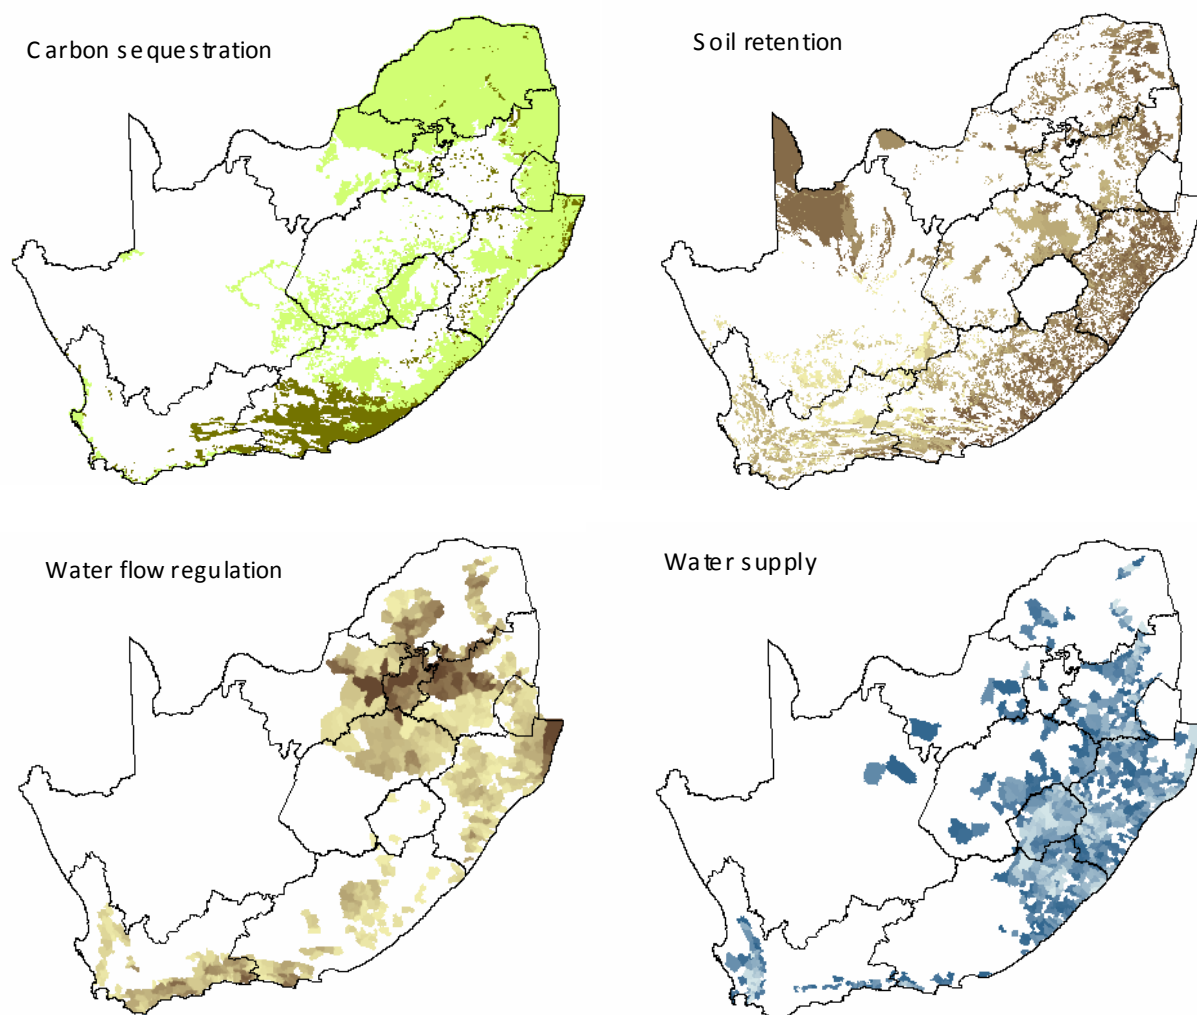 Carbon sequestration
Soil retention
Water flow regulation
Water supply